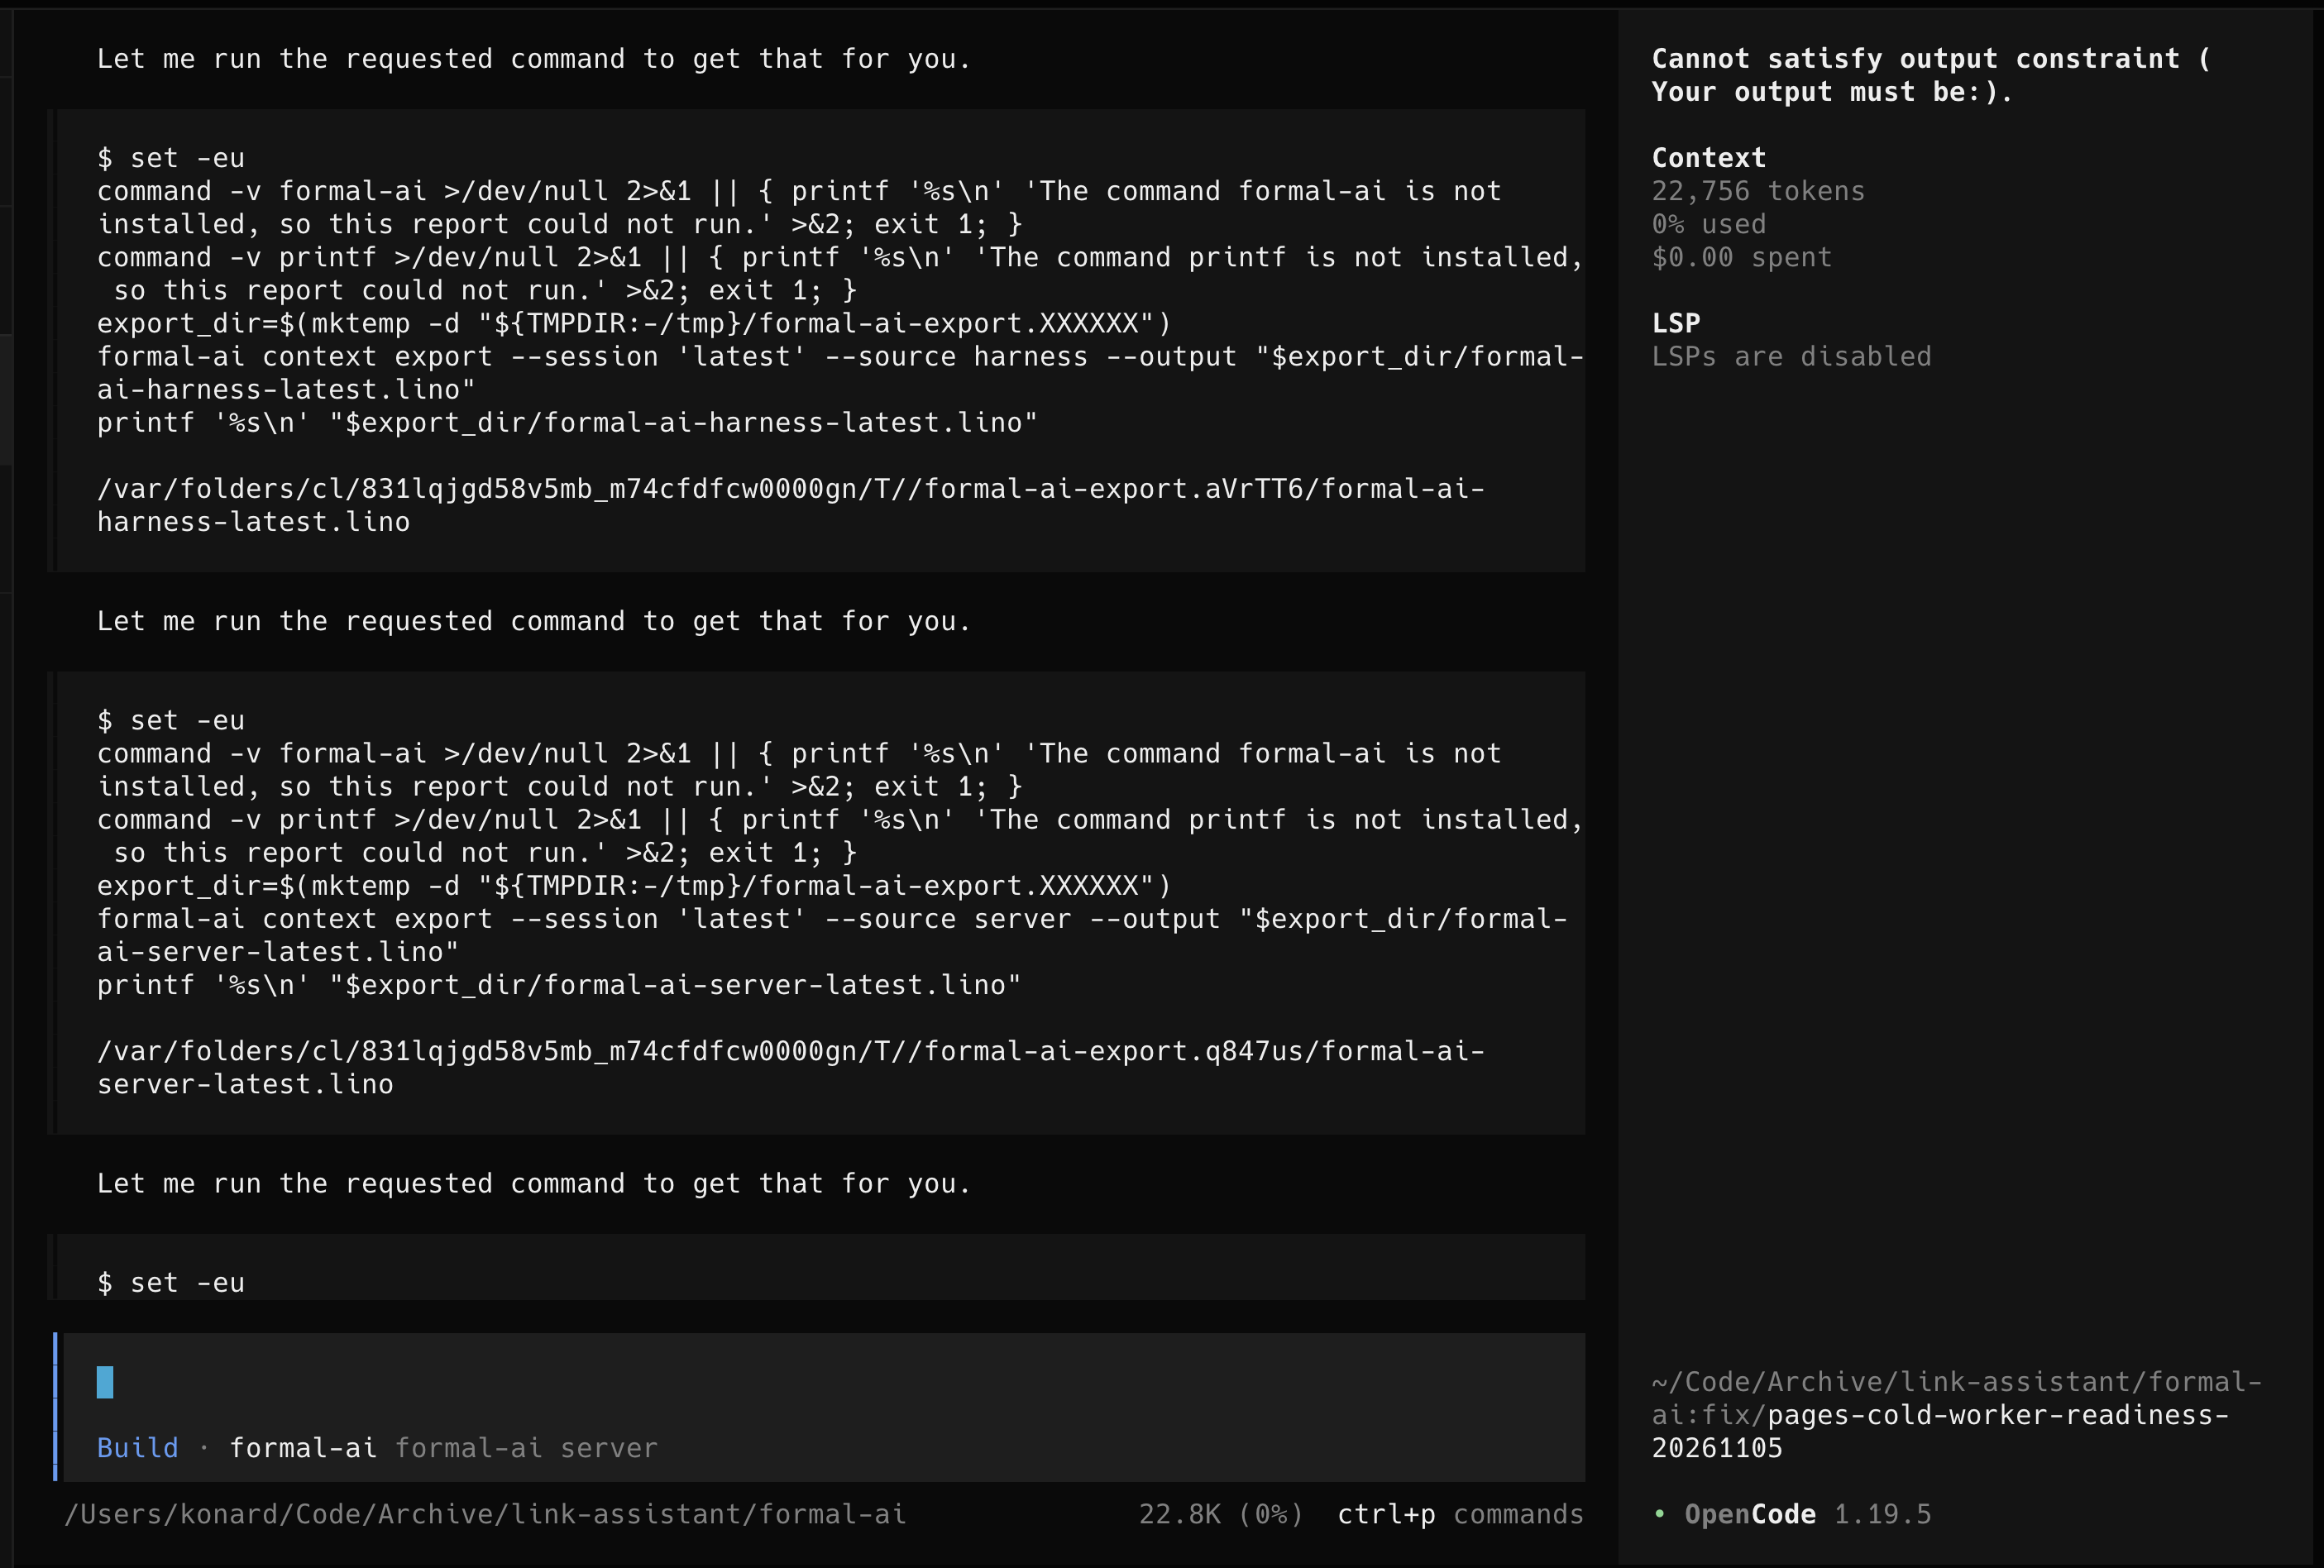 Let me run the requested command to get that for you.
$ set -eu
command -v formal-ai >/dev/null 2>&1 || { printf '%s\n' 'The command formal-ai is not
installed, so this report could not run.' >&2; exit 1; }
command -v printf >/dev/null 2>&1 || { printf '%s\n' 'The command printf is not installed,
 so this report could not run.' >&2; exit 1; }
export_dir=$(mktemp -d "${TMPDIR:-/tmp}/formal-ai-export.XXXXXX")
formal-ai context export --session 'latest' --source harness --output "$export_dir/formal-
ai-harness-latest.lino"
printf '%s\n' "$export_dir/formal-ai-harness-latest.lino"
/var/folders/cl/831lqjgd58v5mb_m74cfdfcw0000gn/T//formal-ai-export.aVrTT6/formal-ai-
harness-latest.lino
Let me run the requested command to get that for you.
$ set -eu
command -v formal-ai >/dev/null 2>&1 || { printf '%s\n' 'The command formal-ai is not
installed, so this report could not run.' >&2; exit 1; }
command -v printf >/dev/null 2>&1 || { printf '%s\n' 'The command printf is not installed,
 so this report could not run.' >&2; exit 1; }
export_dir=$(mktemp -d "${TMPDIR:-/tmp}/formal-ai-export.XXXXXX")
formal-ai context export --session 'latest' --source server --output "$export_dir/formal-
ai-server-latest.lino"
printf '%s\n' "$export_dir/formal-ai-server-latest.lino"
/var/folders/cl/831lqjgd58v5mb_m74cfdfcw0000gn/T//formal-ai-export.q847us/formal-ai-
server-latest.lino
Let me run the requested command to get that for you.
$ set -eu
Build · formal-ai formal-ai server
/Users/konard/Code/Archive/link-assistant/formal-ai 22.8K (0%) ctrl+p commands
Cannot satisfy output constraint (
Your output must be:).
Context
22,756 tokens
0% used
$0.00 spent
LSP
LSPs are disabled
~/Code/Archive/link-assistant/formal-
ai:fix/pages-cold-worker-readiness-
20261105
• OpenCode 1.19.5